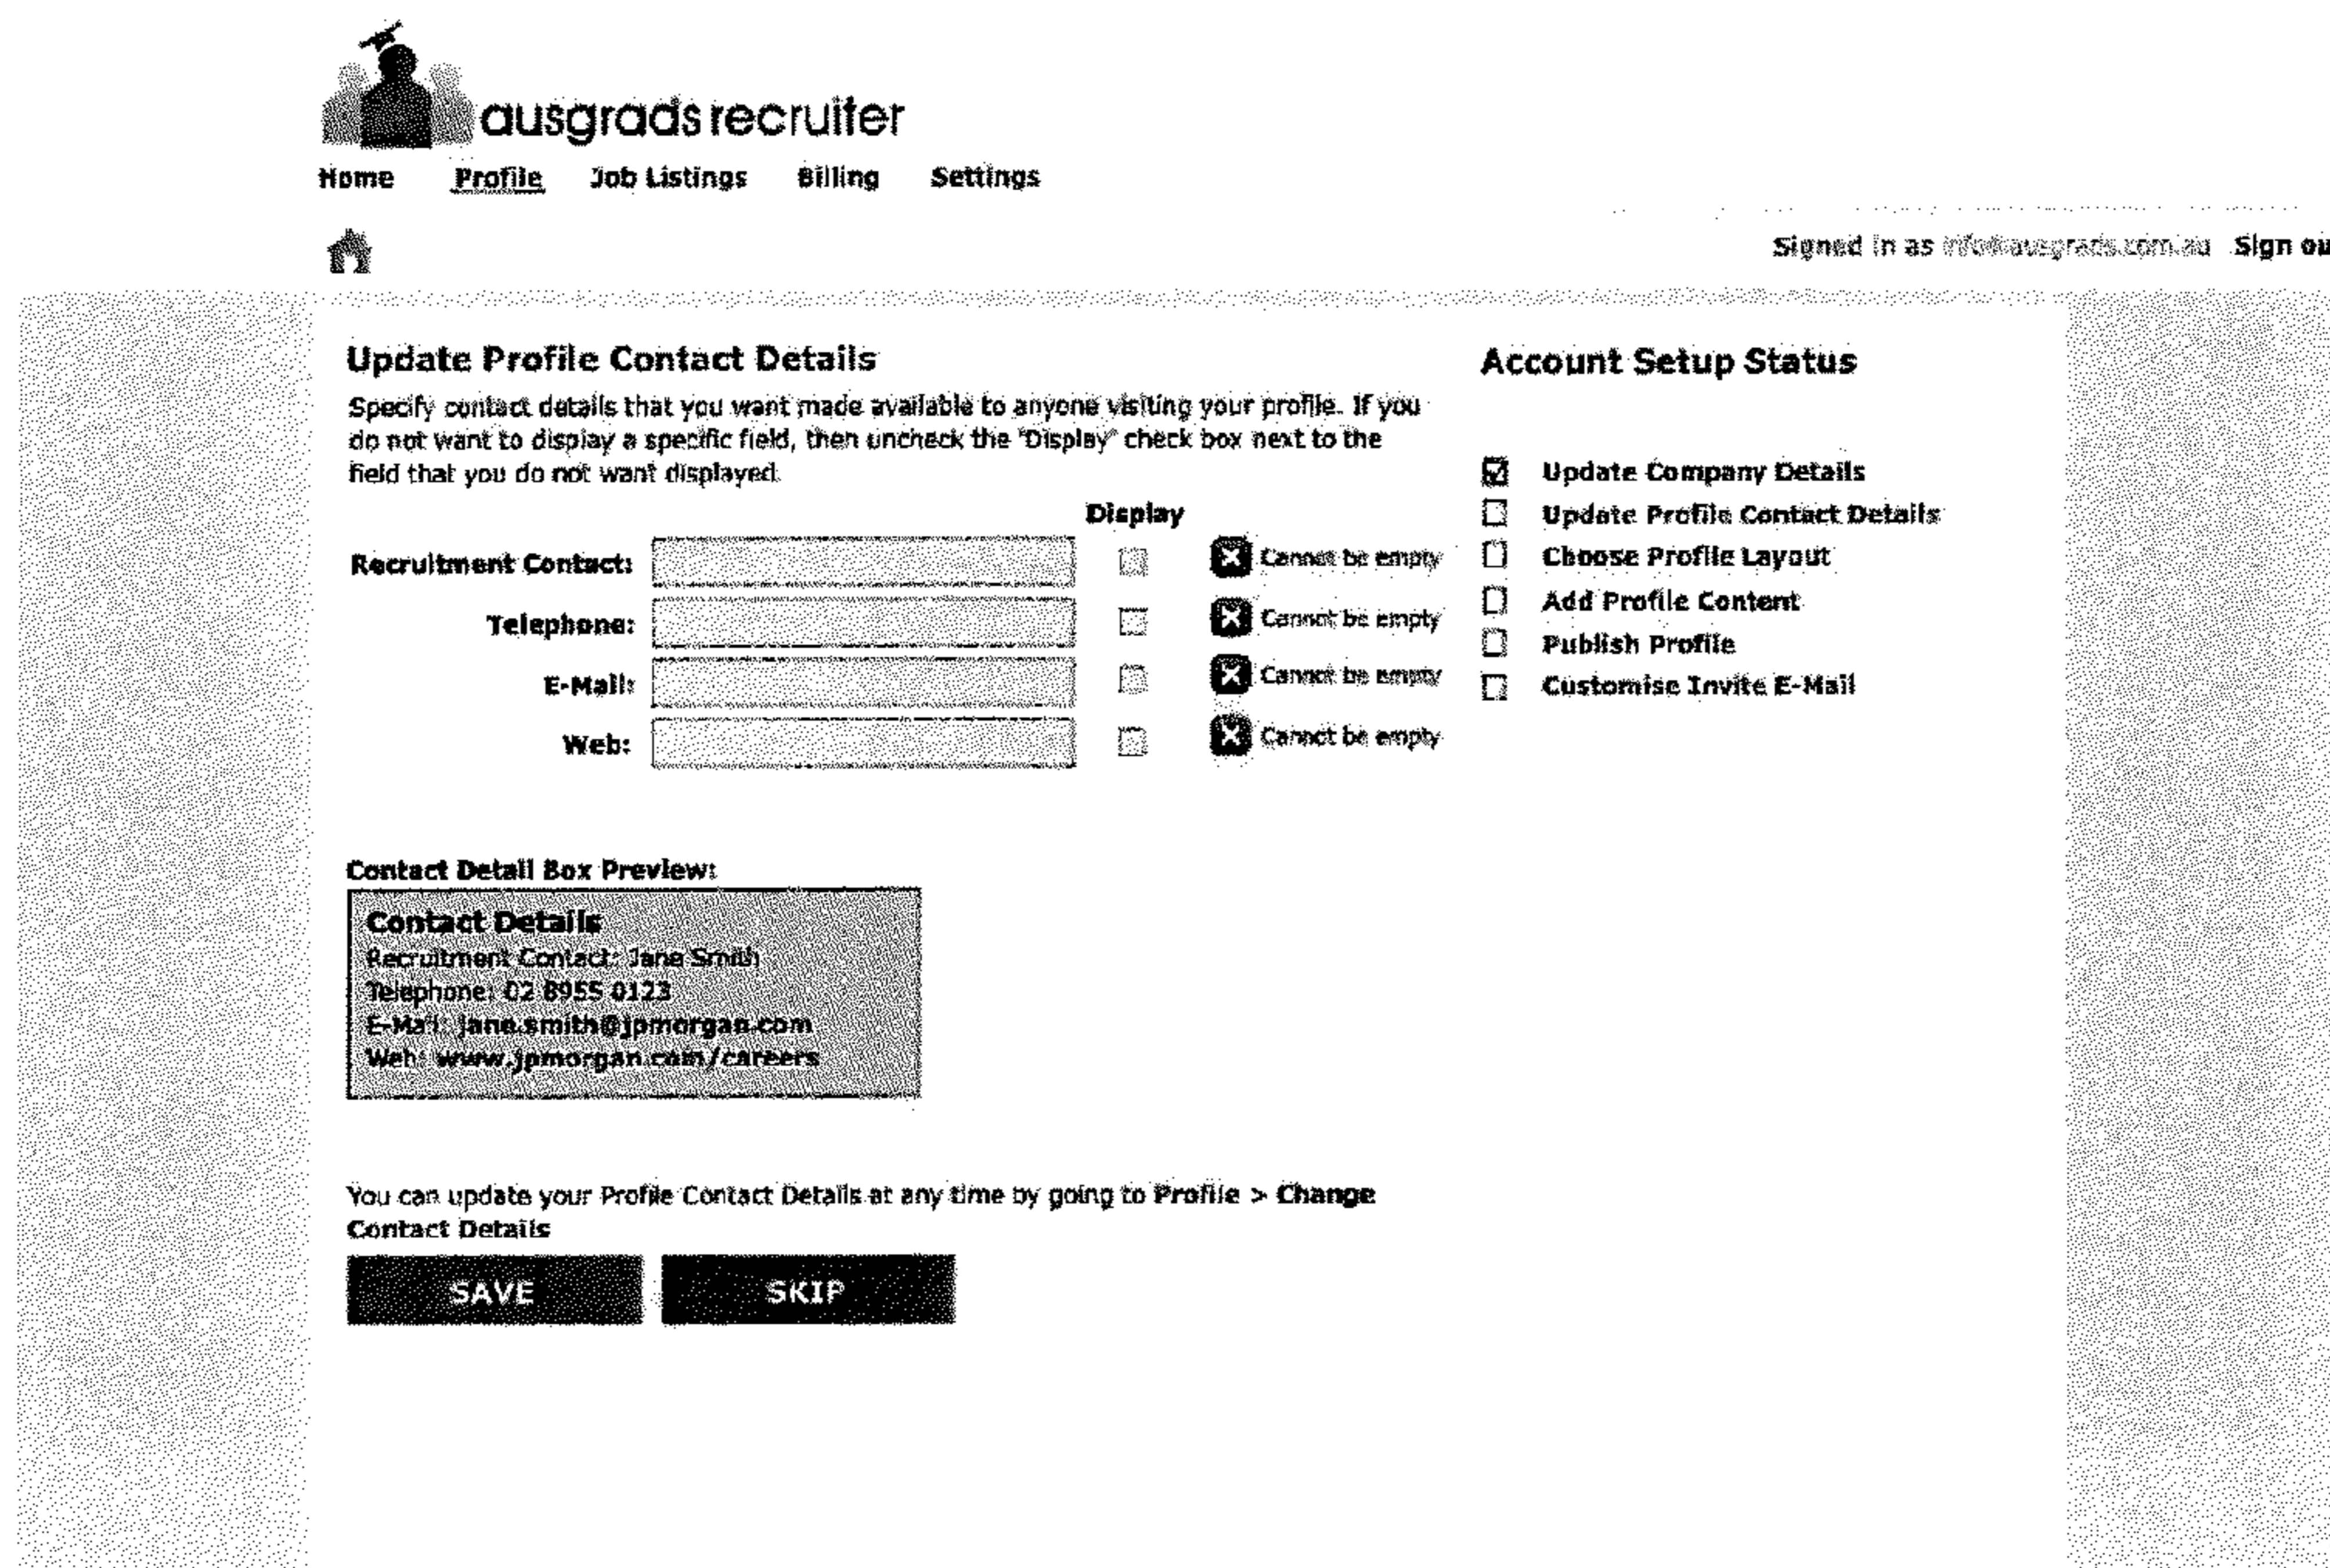 ausgrads recruiter
Home Profile Job Listings Billing Settings
Signed in as info@ausgrads.com.au Sign ou
Update Profile Contact Details
Specify contact details that you want made available to anyone visiting your profile. If you
do not want to display a specific field, then uncheck the "Display" check box next to the
field that you do not want displayed.
Display
Recruitment Contact: Cannot be empty
Telephone: Cannot be empty
E-Mail: Cannot be empty
Web: Cannot be empty
Contact Detail Box Preview:
Contact Details
Recruitment Contact: Jane Smith
Telephone: 02 8955 0123
E-Mail: jane.smith@jpmorgan.com
Web: www.jpmorgan.com/careers
You can update your Profile Contact Details at any time by going to Profile > Change
Contact Details
SAVE SKIP
Account Setup Status
Update Company Details
Update Profile Contact Details
Choose Profile Layout
Add Profile Content
Publish Profile
Customise Invite E-Mail